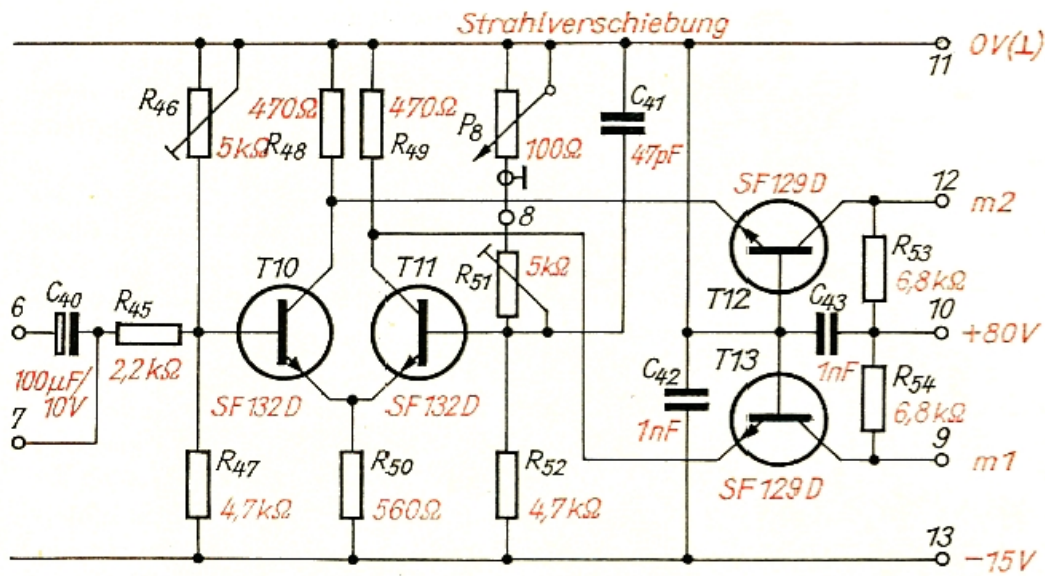 Strahlverschiebung
0V(⊥)
11
R46
5kΩ
470Ω
R48
470Ω
R49
P8
100Ω
C41
47pF
SF129D
12
m2
8
T10
T11
R51
5kΩ
T12
R53
6,8kΩ
C43
1nF
10
+80V
6
C40
100µF/
10V
R45
2,2kΩ
7
SF132D
SF132D
C42
1nF
T13
R54
6,8kΩ
9
m1
SF129D
R47
4,7kΩ
R50
560Ω
R52
4,7kΩ
13
-15V